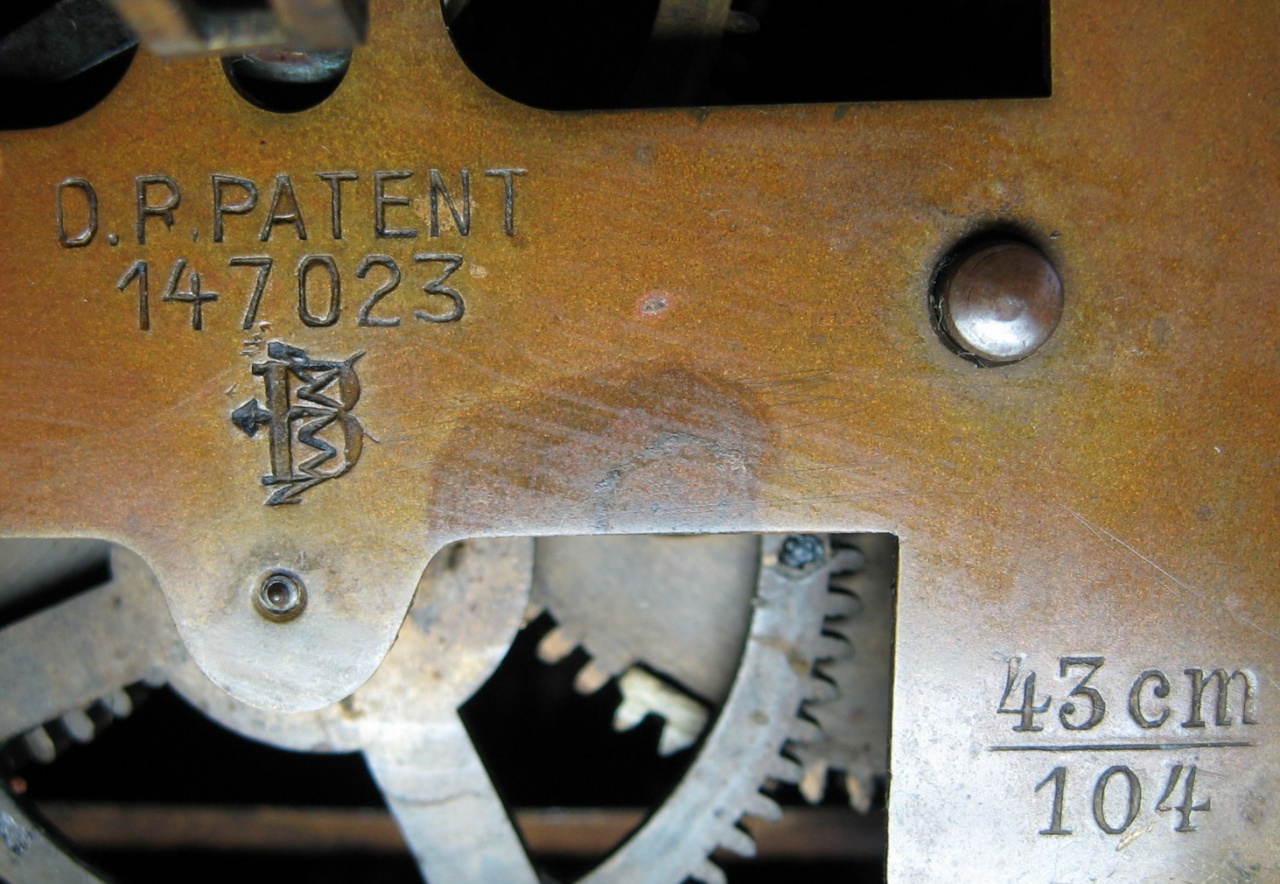 D.R.PATENT
147023
B
43cm
104